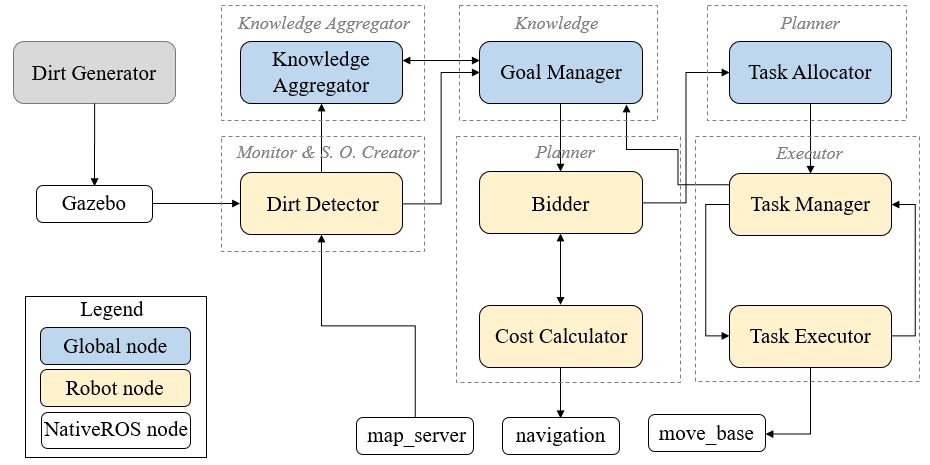 Knowledge Aggregator
Knowledge
Planner
Dirt Generator
Knowledge
Aggregator
Goal Manager
Task Allocator
Monitor & S. O. Creator
Planner
Executor
Gazebo
Dirt Detector
Bidder
Task Manager
Legend
Global node
Robot node
NativeROS node
Cost Calculator
Task Executor
map_server
navigation
move_base